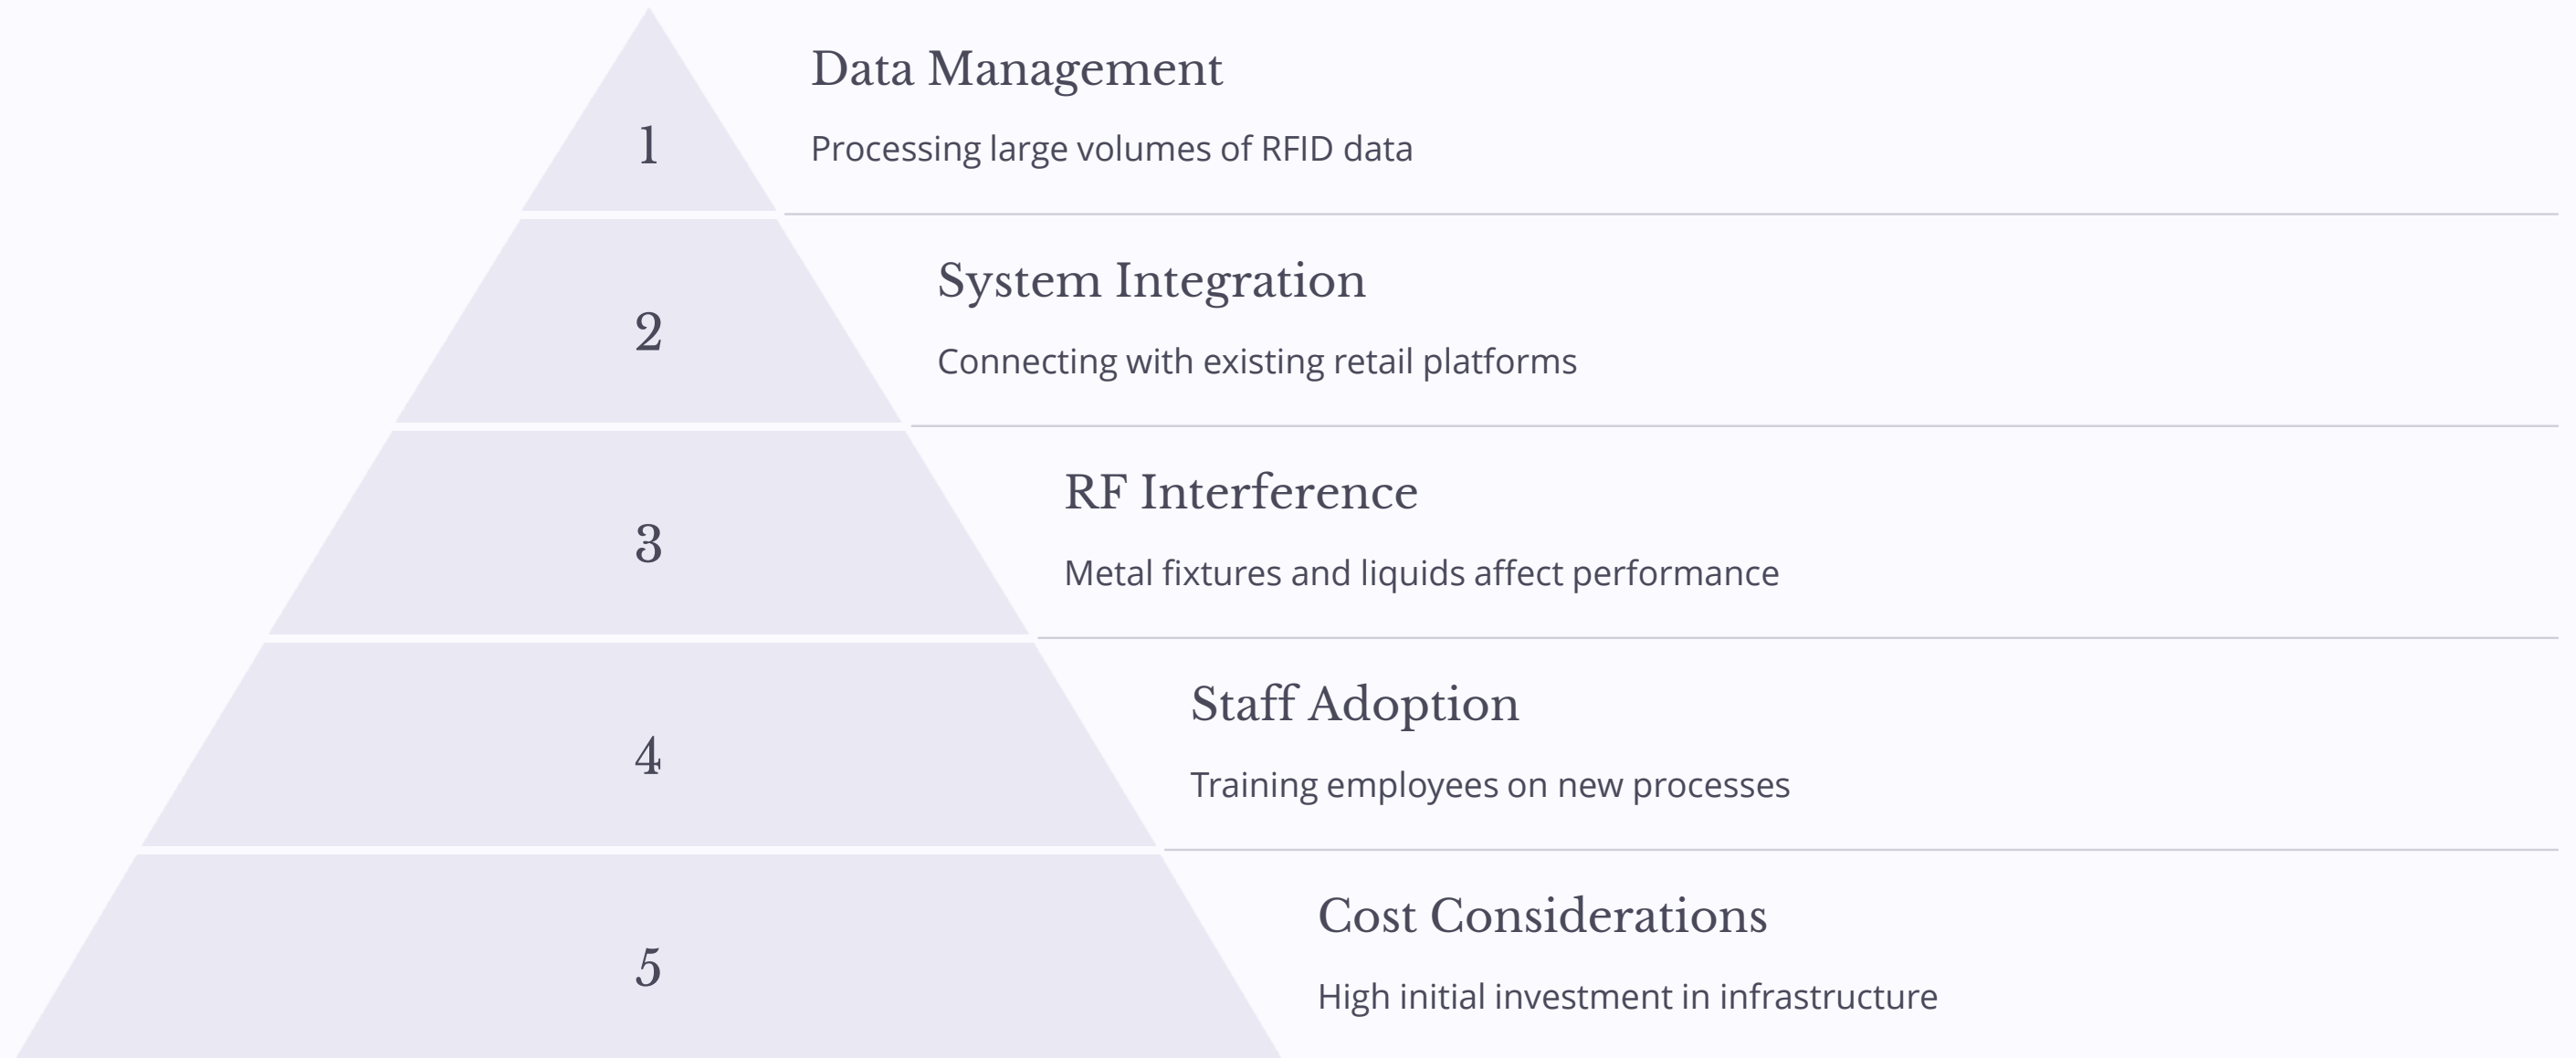 1
Data Management
Processing large volumes of RFID data
2
System Integration
Connecting with existing retail platforms
3
RF Interference
Metal fixtures and liquids affect performance
4
Staff Adoption
Training employees on new processes
5
Cost Considerations
High initial investment in infrastructure